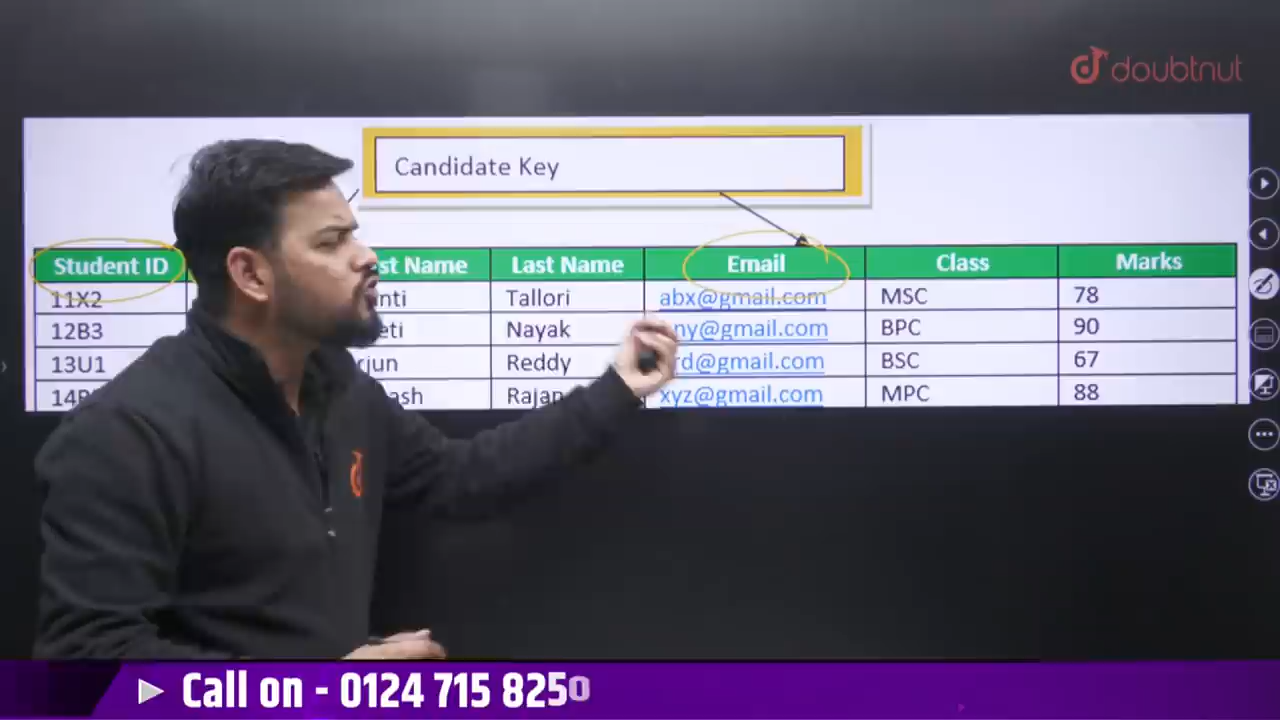 doubtnut
Candidate Key
Student ID Name Last Name Email Class Marks
11X2 Tallori abx@gmail.com MSC 78
12B3 Nayak BPC 90
13U1 Reddy BSC 67
xyz@gmail.com MPC 88
Call on - 0124 715 8250